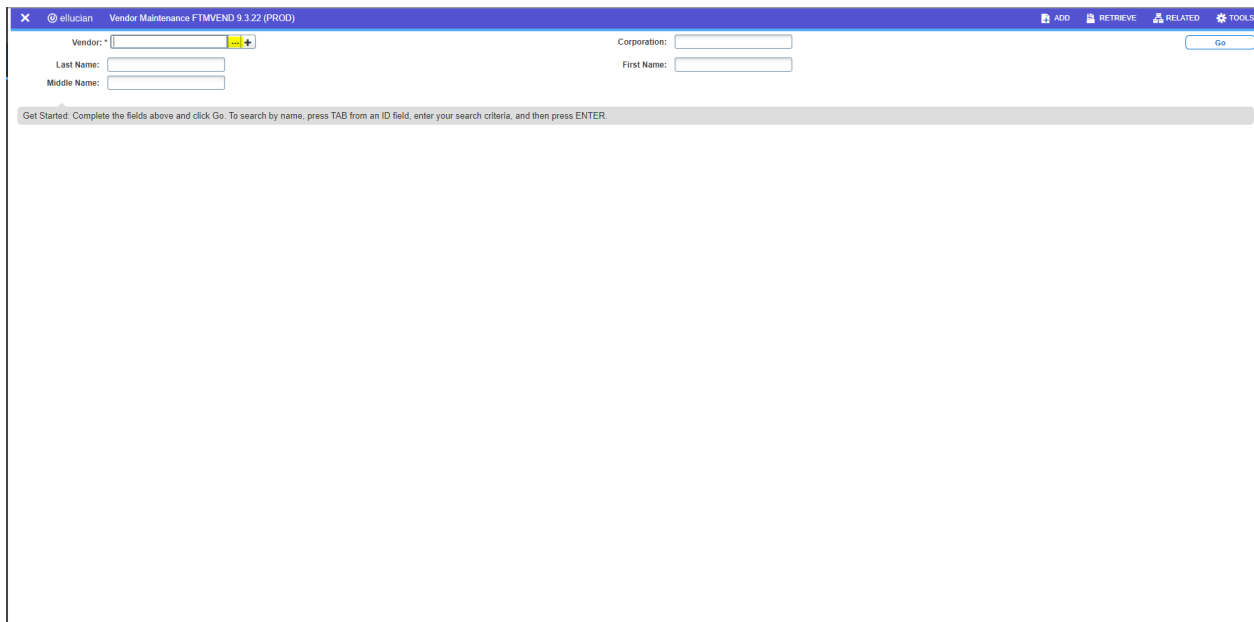 ✕ ellucian Vendor Maintenance FTMVEND 9.3.22 (PROD) ADD RETRIEVE RELATED TOOLS
Vendor: * ... + Corporation: Go
Last Name: First Name:
Middle Name:
Get Started: Complete the fields above and click Go. To search by name, press TAB from an ID field, enter your search criteria, and then press ENTER.